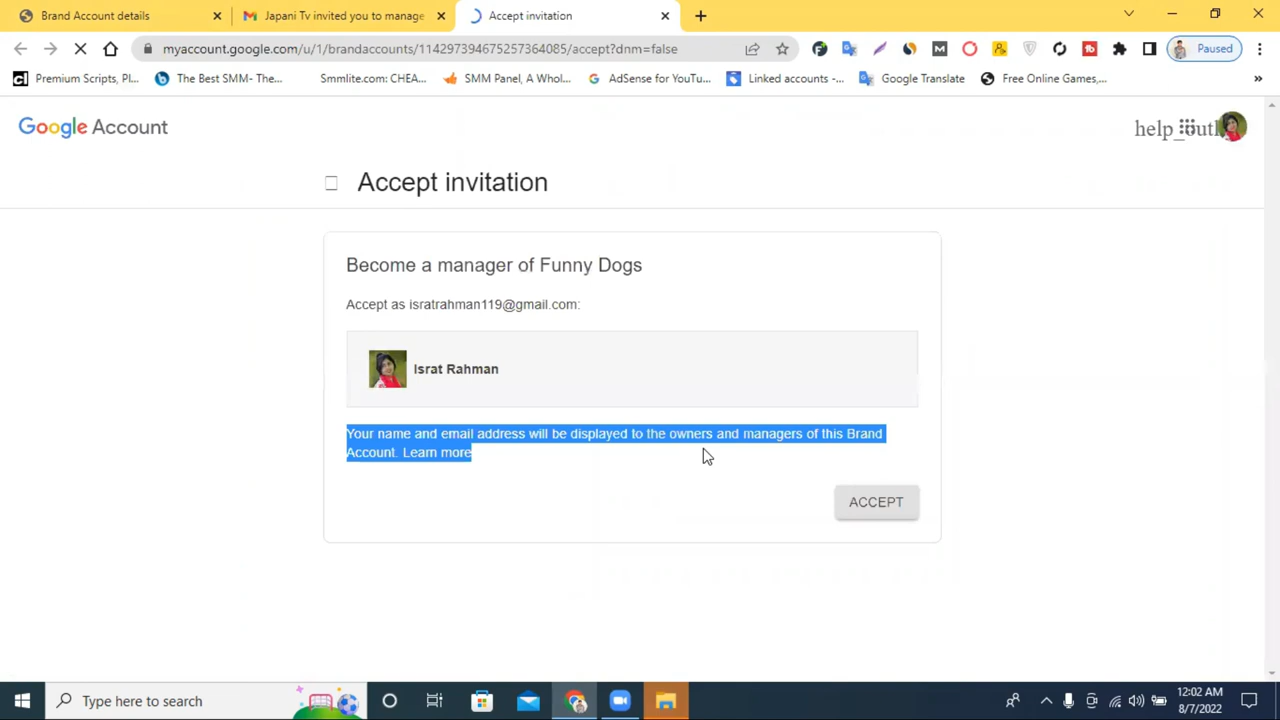 Brand Account details
Japani Tv invited you to manage
Accept invitation
myaccount.google.com/u/1/brandaccounts/114297394675257364085/accept?dnm=false
Paused
Premium Scripts, Pl...
The Best SMM- The...
Smmlite.com: CHEA...
SMM Panel, A Whol...
AdSense for YouTu...
Linked accounts -...
Google Translate
Free Online Games,...
Google Account
help_outl
Accept invitation
Become a manager of Funny Dogs
Accept as isratrahman119@gmail.com:
Israt Rahman
Your name and email address will be displayed to the owners and managers of this Brand
Account. Learn more
ACCEPT
Type here to search
12:02 AM
8/7/2022